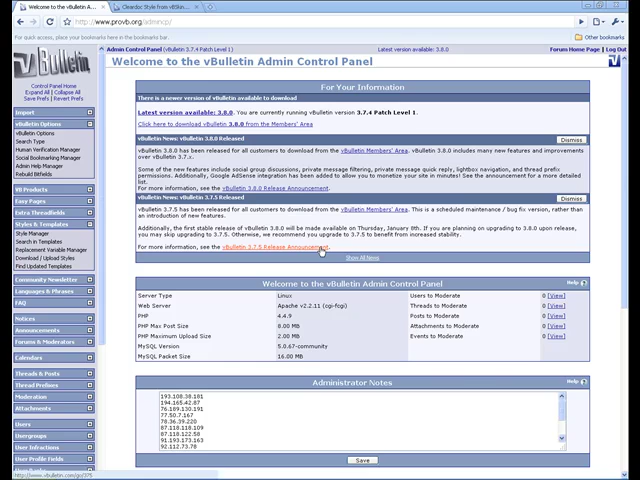 Welcome to the vBulletin A...
Cleardoc Style from vBSkin...
http://www.provb.org/admincp/
For quick access, place your bookmarks here in the bookmarks bar.
Other bookmarks
vBulletin
Control Panel Home
Expand All | Collapse All
Save Prefs | Revert Prefs
Import
vBulletin Options
vBulletin Options
Search Type
Human Verification Manager
Social Bookmarking Manager
Admin Help Manager
Rebuild Bitfields
VB Products
Easy Pages
Extra Threadfields
Styles & Templates
Style Manager
Search in Templates
Replacement Variable Manager
Download / Upload Styles
Find Updated Templates
Community Newsletter
Languages & Phrases
FAQ
Notices
Announcements
Forums & Moderators
Calendars
Threads & Posts
Thread Prefixes
Moderation
Attachments
Users
Usergroups
User Infractions
User Profile Fields
http://www.vbulletin.com/go/375
Admin Control Panel (vBulletin 3.7.4 Patch Level 1)
Latest version available: 3.8.0
Forum Home Page | Log Out
Welcome to the vBulletin Admin Control Panel
For Your Information
There is a newer version of vBulletin available to download
Latest version available: 3.8.0. You are currently running vBulletin version 3.7.4 Patch Level 1.
Click here to download vBulletin 3.8.0 from the Members' Area
vBulletin News: vBulletin 3.8.0 Released
Dismiss
vBulletin 3.8.0 has been released for all customers to download from the vBulletin Members' Area. vBulletin 3.8.0 includes many new features and improvements
over vBulletin 3.7.x.
Some of the new features include social group discussions, private message filtering, private message quick reply, lightbox navigation, and thread prefix
permissions. Additionally, Google AdSense integration has been added to allow you to monetize your site in minutes! See the announcement for a more detailed
list.
For more information, see the vBulletin 3.8.0 Release Announcement.
vBulletin News: vBulletin 3.7.5 Released
Dismiss
vBulletin 3.7.5 has been released for all customers to download from the vBulletin Members' Area. This is a scheduled maintenance / bug fix version, rather than
an introduction of new features.
Additionally, the first stable release of vBulletin 3.8.0 will be made available on Thursday, January 8th. If you are planning on upgrading to 3.8.0 upon release,
you may skip upgrading to 3.7.5. Otherwise, we recommend you upgrade to 3.7.5 to benefit from increased stability.
For more information, see the vBulletin 3.7.5 Release Announcement.
Show All News
Welcome to the vBulletin Admin Control Panel
Help
Server Type Linux Users to Moderate 0 [View]
Web Server Apache v2.2.11 (cgi-fcgi) Threads to Moderate 0 [View]
PHP 4.4.9 Posts to Moderate 0 [View]
PHP Max Post Size 8.00 MB Attachments to Moderate 0 [View]
PHP Maximum Upload Size 2.00 MB Events to Moderate 0 [View]
MySQL Version 5.0.67-community
MySQL Packet Size 16.00 MB
Administrator Notes
Help
193.108.38.181
194.165.42.87
76.189.130.191
77.50.7.167
78.36.39.220
87.118.118.109
87.118.122.58
91.193.173.163
92.112.73.78
Save